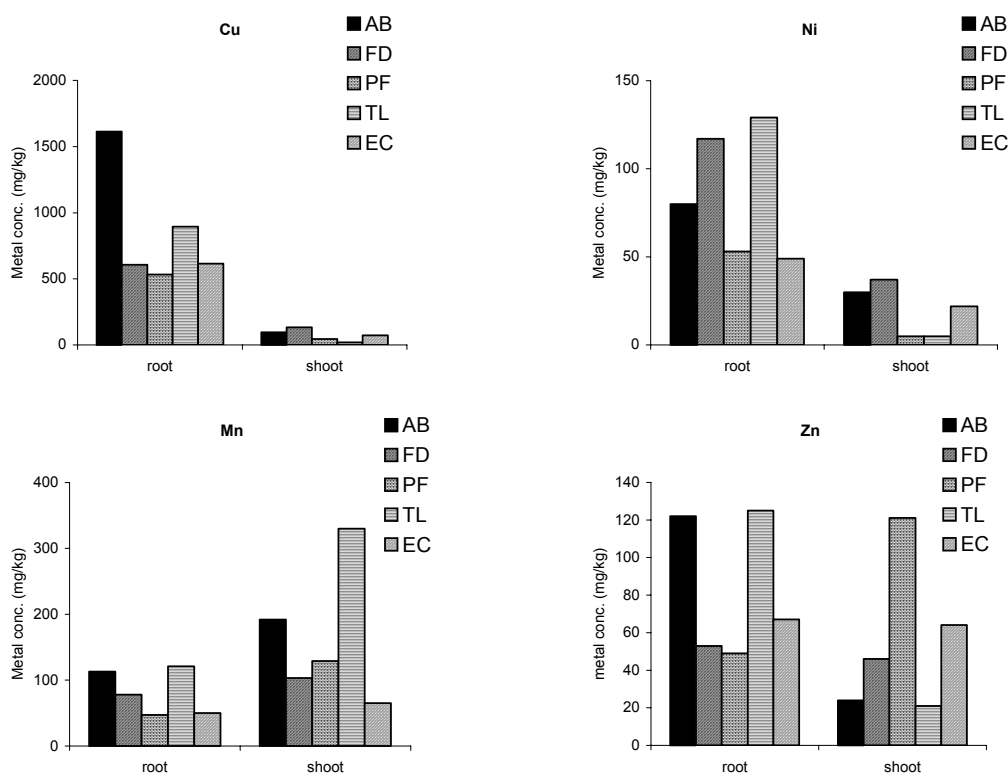 Cu
AB
FD
PF
TL
EC
Metal conc. (mg/kg)
2000
1500
1000
500
0
root
shoot
Ni
AB
FD
PF
TL
EC
Metal conc. (mg/kg)
150
100
50
0
root
shoot
Mn
AB
FD
PF
TL
EC
Metal conc. (mg/kg)
400
300
200
100
0
root
shoot
Zn
AB
FD
PF
TL
EC
metal conc. (mg/kg)
140
120
100
80
60
40
20
0
root
shoot